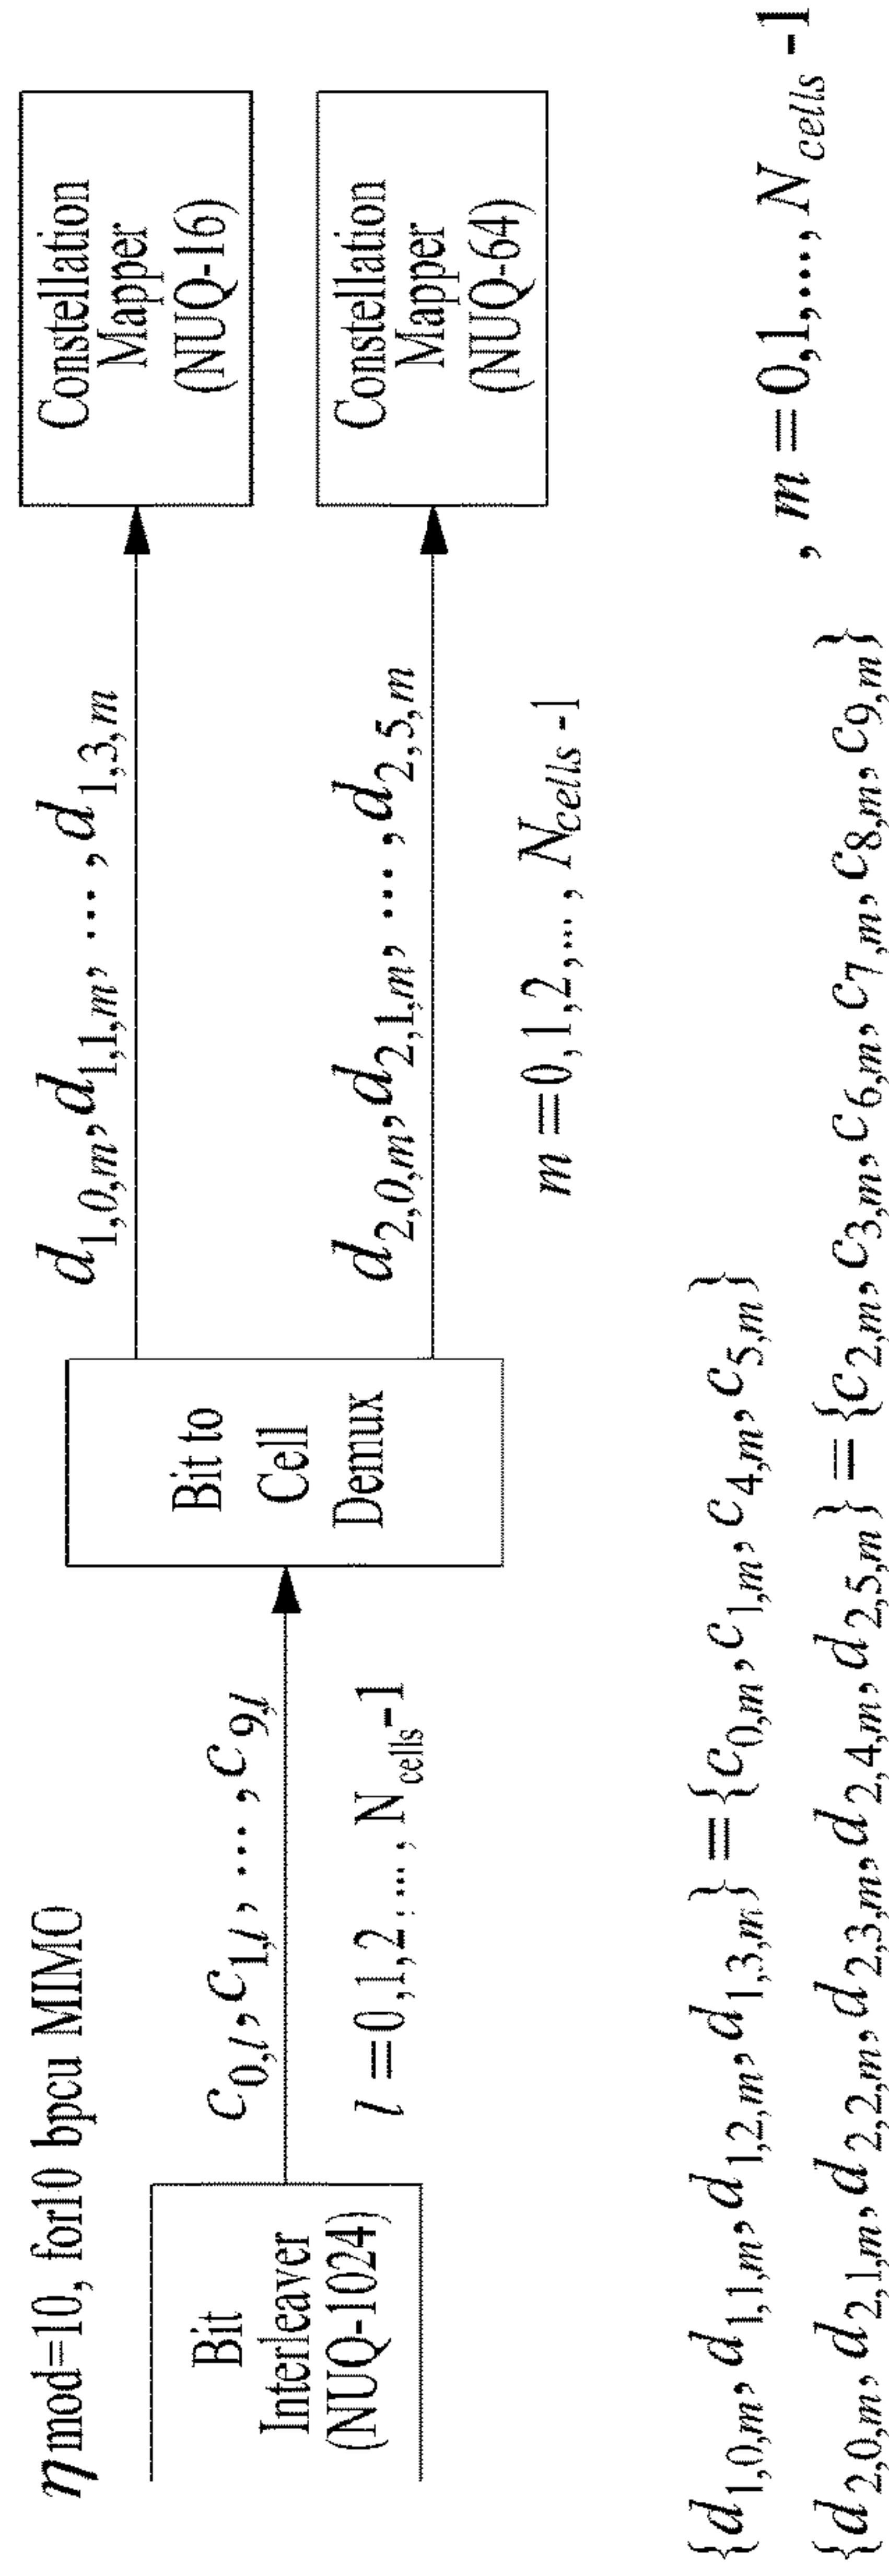 η mod=10, for10 bpcu MIMO
Bit
Interleaver
(NUQ-1024)
c0,l, c1,l, ..., c9,l
l =0,1,2,..., Ncells-1
Bit to
Cell
Demux
d1,0,m, d1,1,m, ..., d1,3,m
d2,0,m, d2,1,m, ..., d2,5,m
m =0,1,2,..., Ncells -1
Constellation
Mapper
(NUQ-16)
Constellation
Mapper
(NUQ-64)
{d1,0,m, d1,1,m, d1,2,m, d1,3,m} = {c0,m, c1,m, c4,m, c5,m}
{d2,0,m, d2,1,m, d2,2,m, d2,3,m, d2,4,m, d2,5,m} = {c2,m, c3,m, c6,m, c7,m, c8,m, c9,m}
, m =0,1,..., Ncells -1